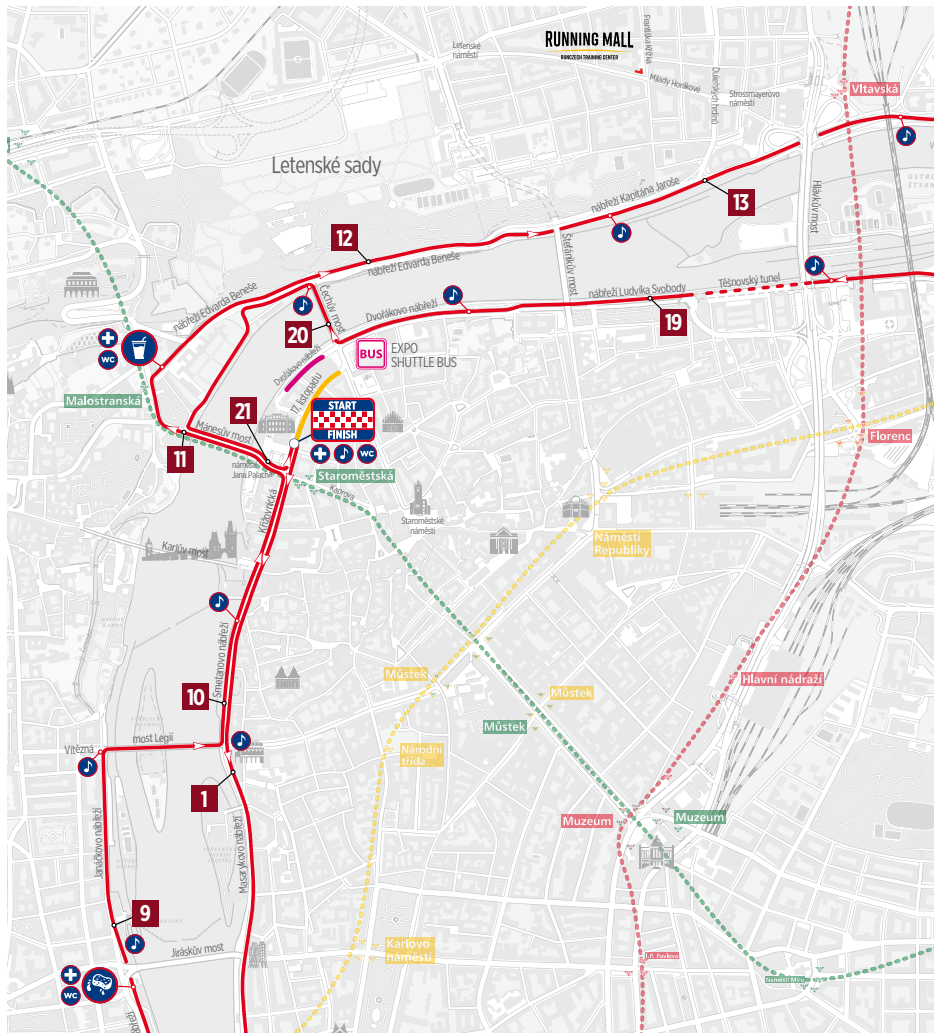 RUNNING MALL
RUNCZECH TRAINING CENTER
Františka Křížka
Letenské
náměstí
Milady Horákové
Dukelských hrdinů
Strossmayerovo
náměstí
Vltavská
Letenské sady
13
nábřeží Kapitána Jaroše
Hlávkův most
12
nábřeží Edvarda Beneše
Štefánikův most
nábřeží Edvarda Beneše
Čechův most
Dvořákovo nábřeží
nábřeží Ludvíka Svobody
Těšnovský tunel
19
20
BUS
EXPO
SHUTTLE BUS
WC
Dvořákovo nábřeží
17. listopadu
Malostranská
START
FINISH
WC
21
Mánesův most
11
náměstí
Jana Palacha
Staroměstská
Florenc
Kaprova
Křižovnická
Staroměstské
náměstí
Karlův most
Náměstí
Republiky
Smetanovo nábřeží
10
Můstek
Můstek
Můstek
Hlavní nádraží
most Legií
Vítězná
Národní
třída
1
Muzeum
Muzeum
Janáčkovo nábřeží
Masarykovo nábřeží
9
Jiráskův most
Karlovo
náměstí
I.P. Pavlova
WC
Náměstí Míru